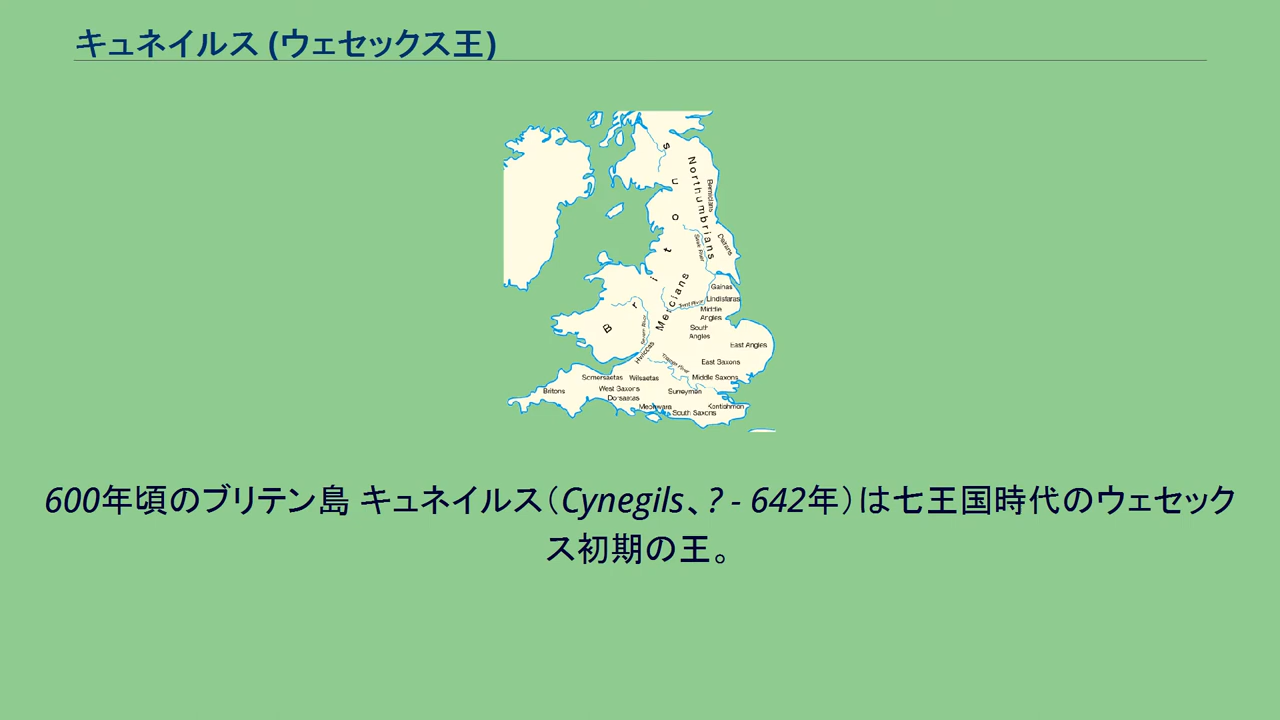 キュネイルス (ウェセックス王)
s
n
o
t
i
r
B
Northumbrians
Bernicians
Deirans
Mercians
Gainas
Lindisfaras
Middle
Angles
South
Angles
East Angles
East Saxons
Middle Saxons
Hwiccas
Somersaetas
Wilsaetas
West Saxons
Dorsaetas
Britons
Surreymen
Meonwara
South Saxons
Kentishmen
600年頃のブリテン島 キュネイルス（Cynegils、? - 642年）は七王国時代のウェセック
ス初期の王。